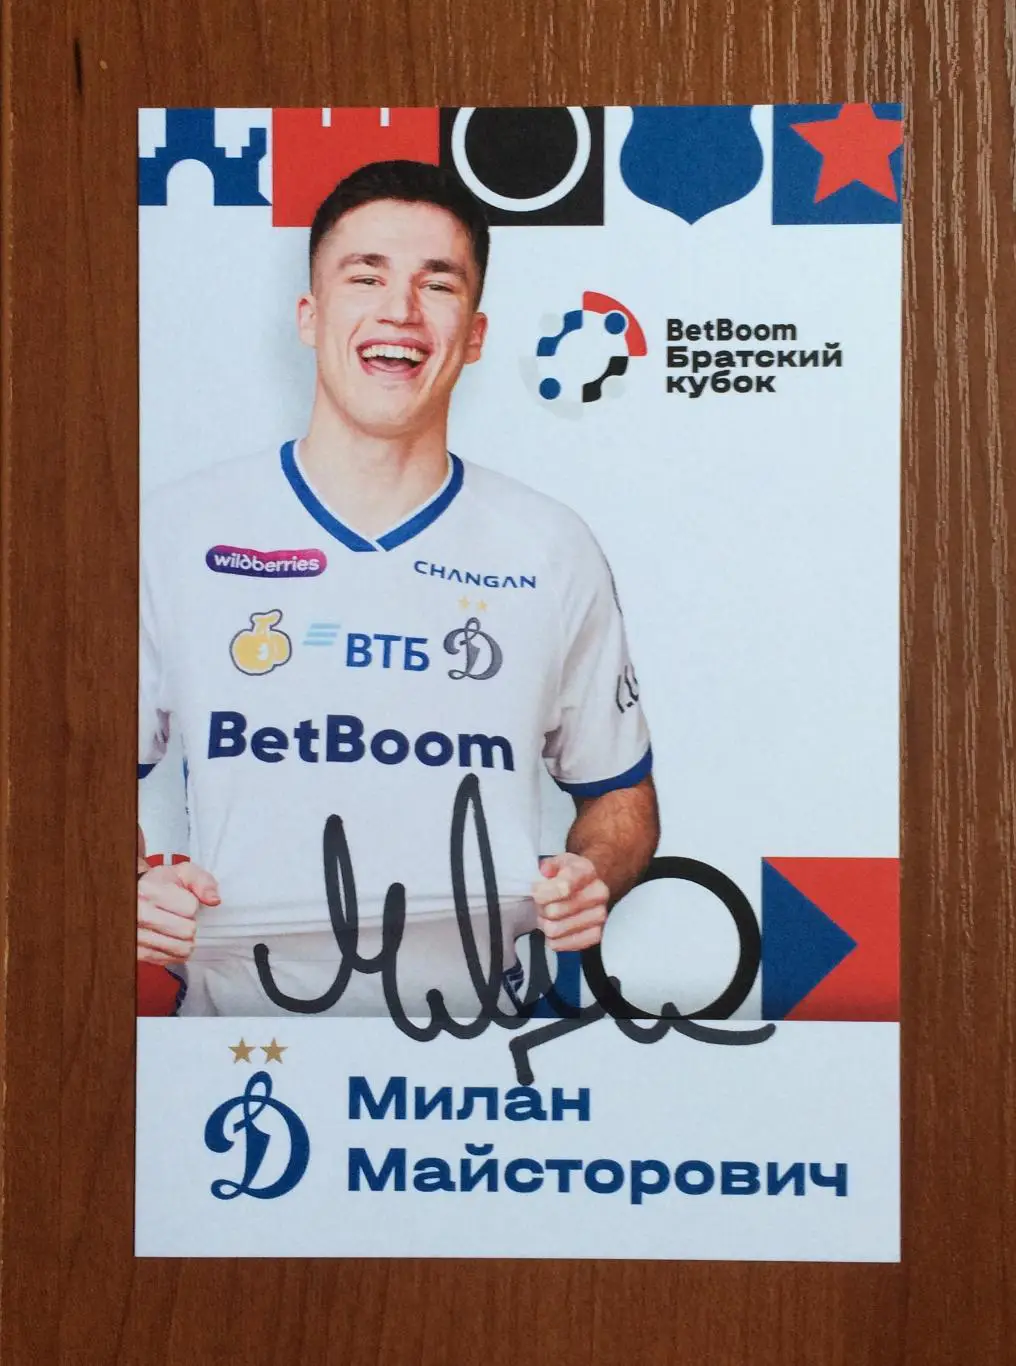 BetBoom
Братский
кубок
wildberries
CHANGAN
ВТБ
BetBoom
Милан
Майсторович